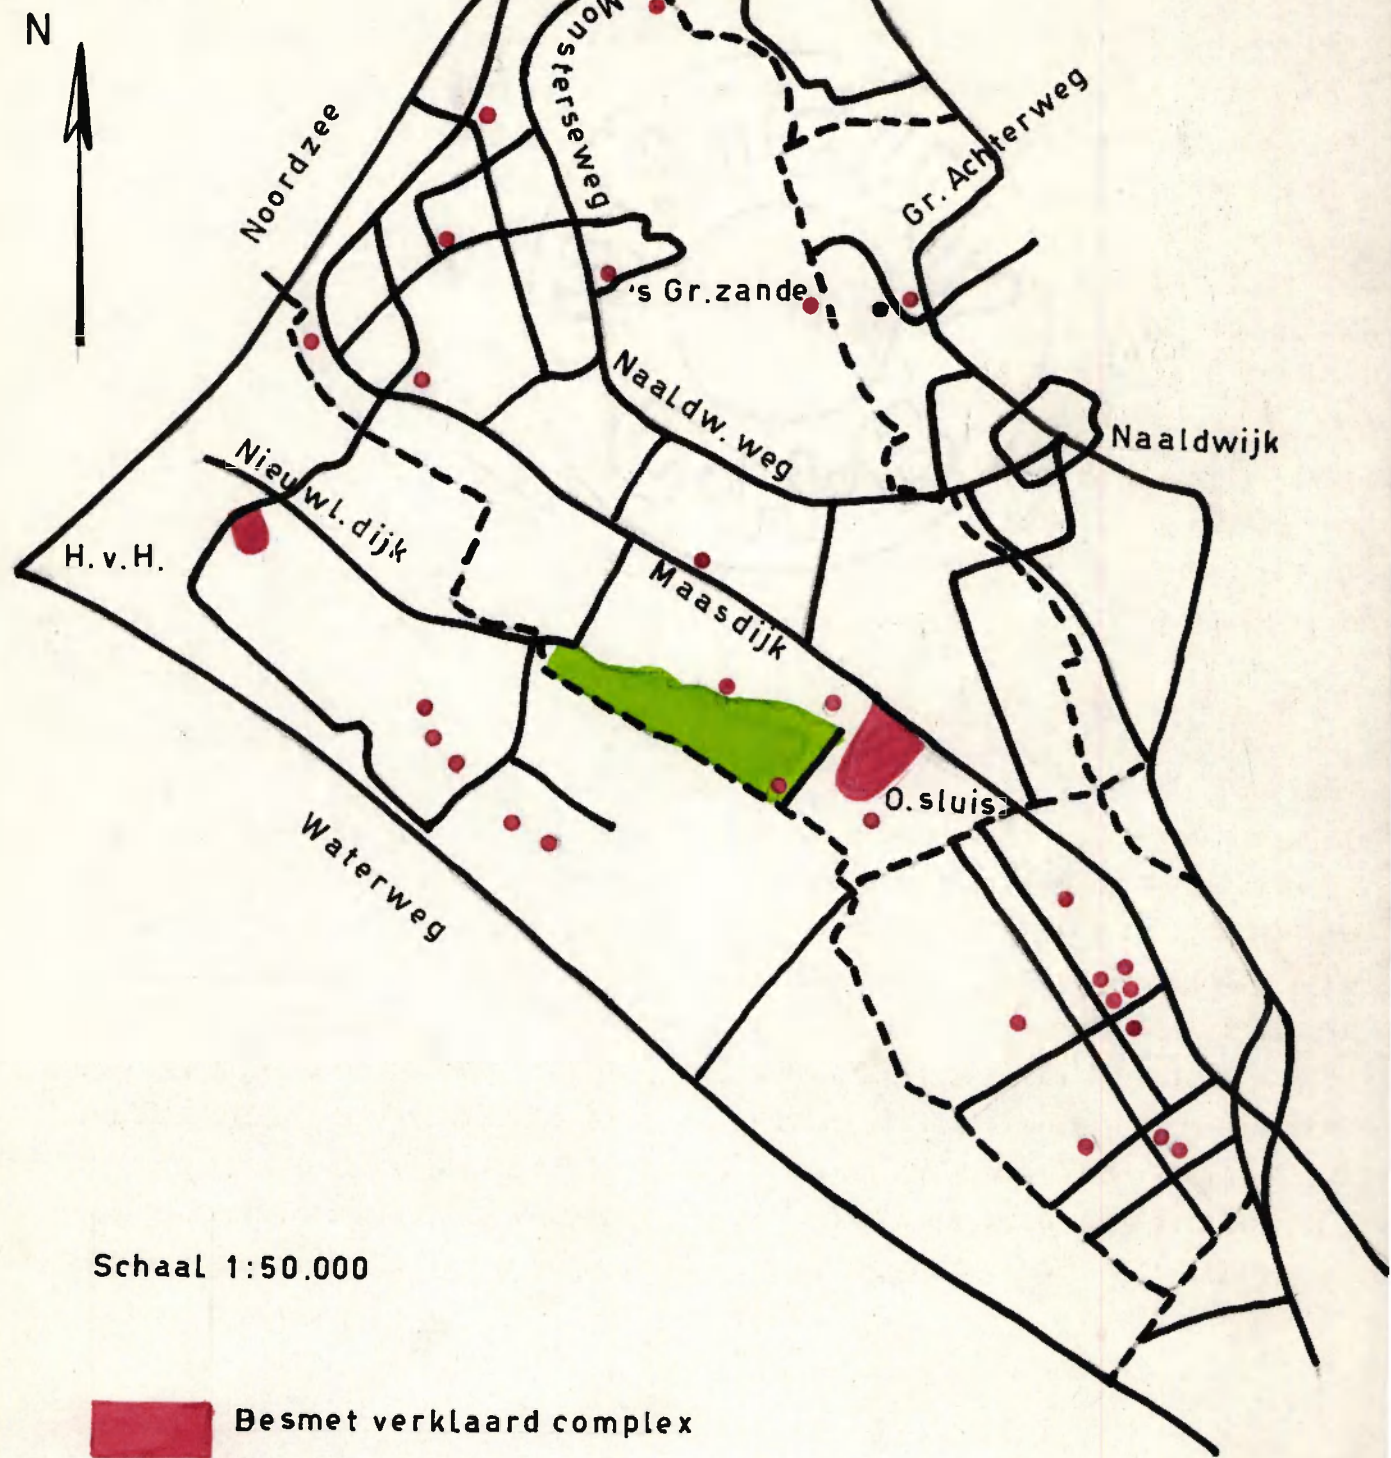 N
Monsterseweg
Noordzee
Gr. Achterweg
's Gr.zande
Naaldw. weg
Naaldwijk
Nieuwl.dijk
H.v.H.
Maasdijk
O.sluis
Waterweg
Schaal 1:50.000
Besmet verklaard complex